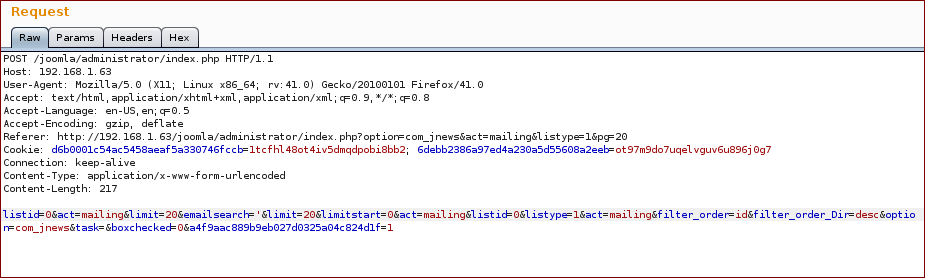 Request
Raw Params Headers Hex
POST /joomla/administrator/index.php HTTP/1.1
Host: 192.168.1.63
User-Agent: Mozilla/5.0 (X11; Linux x86_64; rv:41.0) Gecko/20100101 Firefox/41.0
Accept: text/html,application/xhtml+xml,application/xml;q=0.9,*/*;q=0.8
Accept-Language: en-US,en;q=0.5
Accept-Encoding: gzip, deflate
Referer: http://192.168.1.63/joomla/administrator/index.php?option=com_jnews&act=mailing&listype=1&pg=20
Cookie: d6b0001c54ac5458aeaf5a330746fccb=1tcfhl48ot4iv5dmqdpobi8bb2; 6debb2386a97ed4a230a5d55608a2eeb=ot97m9do7uqelvguv6u896j0g7
Connection: keep-alive
Content-Type: application/x-www-form-urlencoded
Content-Length: 217
listid=0&act=mailing&limit=20&emailsearch='&limit=20&limitstart=0&act=mailing&listid=0&listype=1&act=mailing&filter_order=id&filter_order_Dir=desc&optio
n=com_jnews&task=&boxchecked=0&a4f9aac889b9eb027d0325a04c824d1f=1